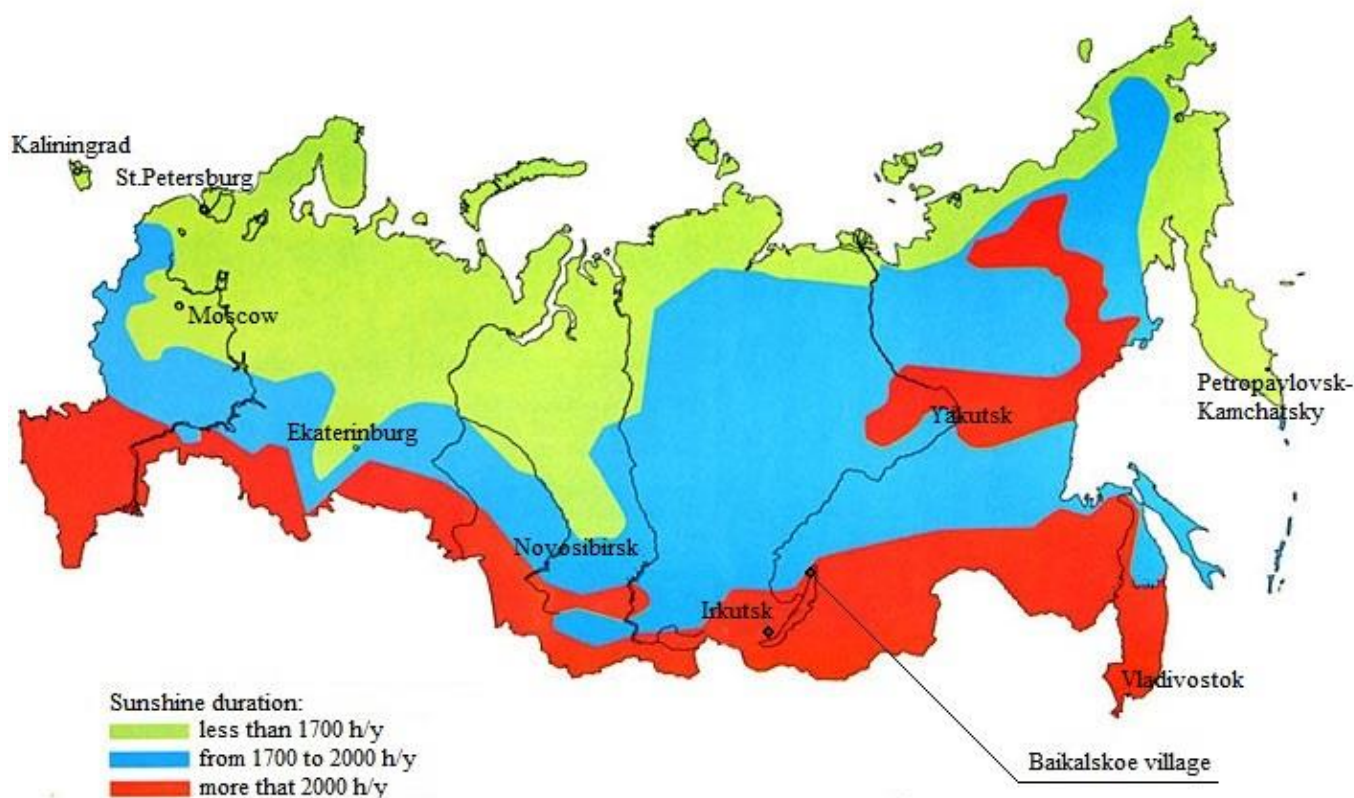 Kaliningrad
St.Petersburg
Moscow
Ekaterinburg
Novosibirsk
Irkutsk
Yakutsk
Petropavlovsk-
Kamchatsky
Vladivostok
Baikalskoe village
Sunshine duration:
less than 1700 h/y
from 1700 to 2000 h/y
more that 2000 h/y